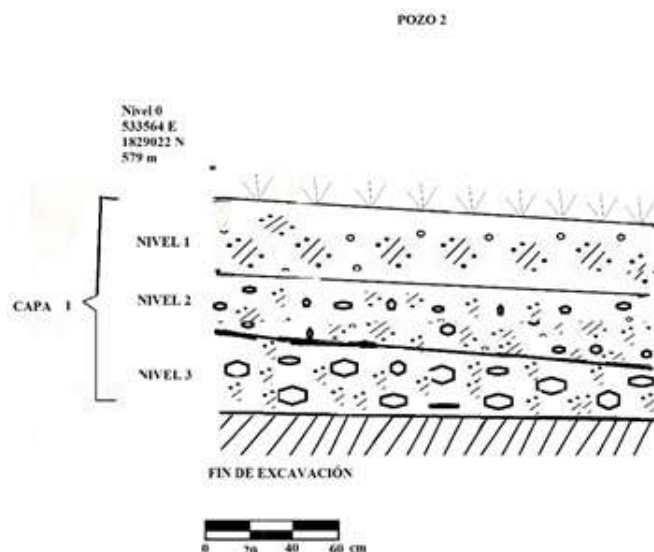 POZO 2
Nivel 0
533564 E
1829022 N
579 m
NIVEL 1
CAPA 1
NIVEL 2
NIVEL 3
FIN DE EXCAVACIÓN
0 20 40 60 cm